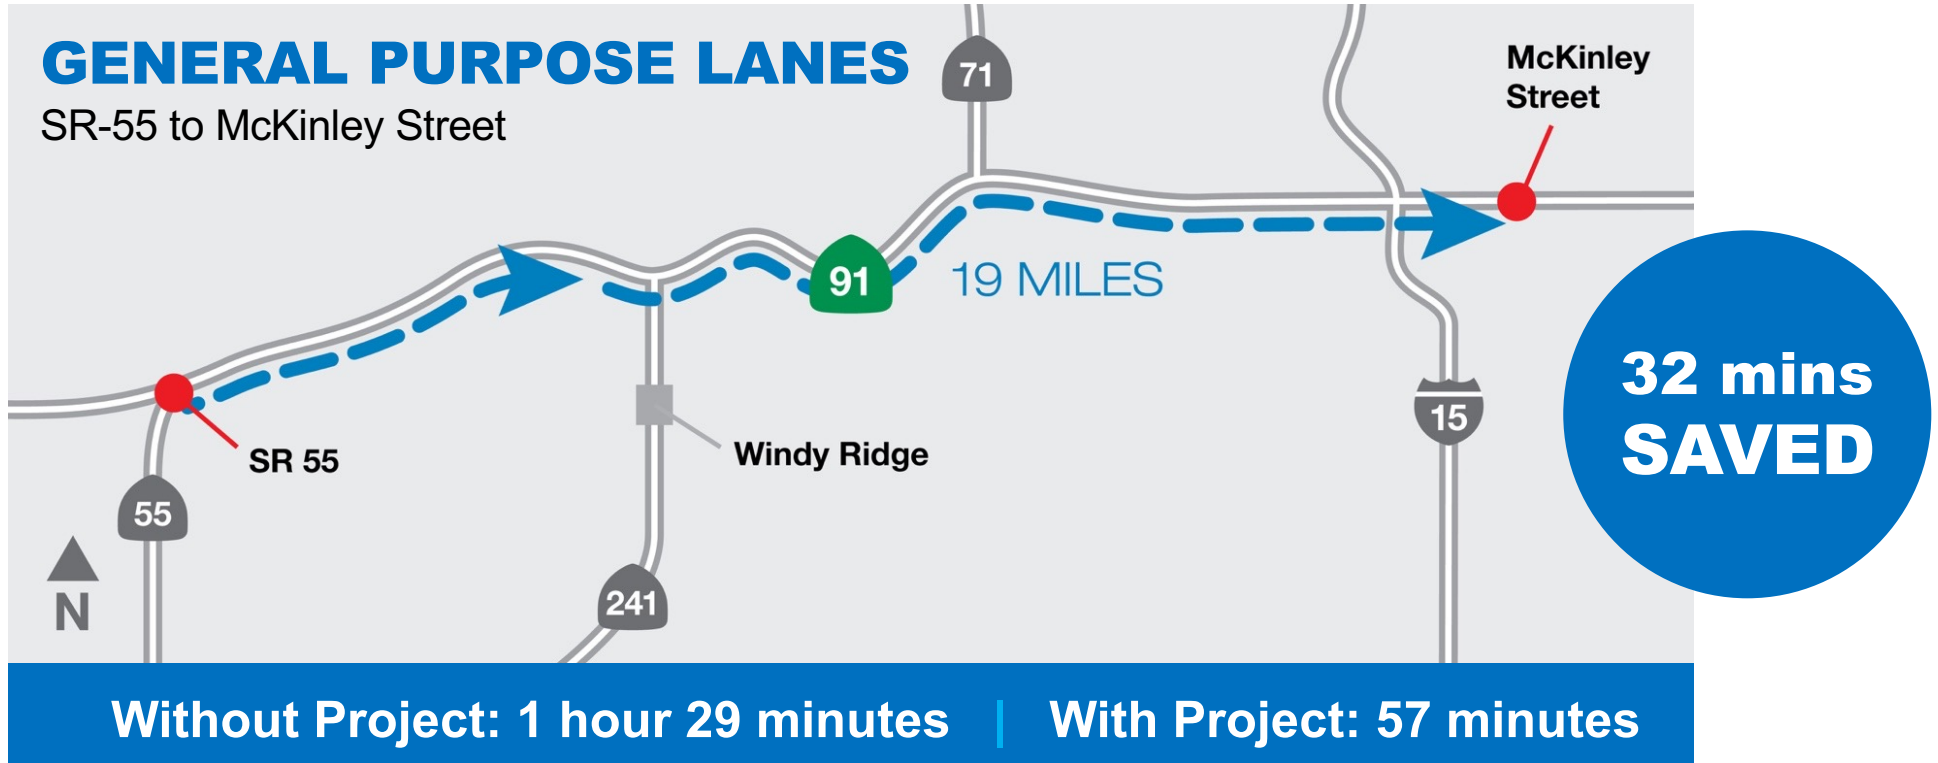 GENERAL PURPOSE LANES
SR-55 to McKinley Street
71
McKinley
Street
91
19 MILES
32 mins
SAVED
15
SR 55
Windy Ridge
55
241
N
Without Project: 1 hour 29 minutes | With Project: 57 minutes